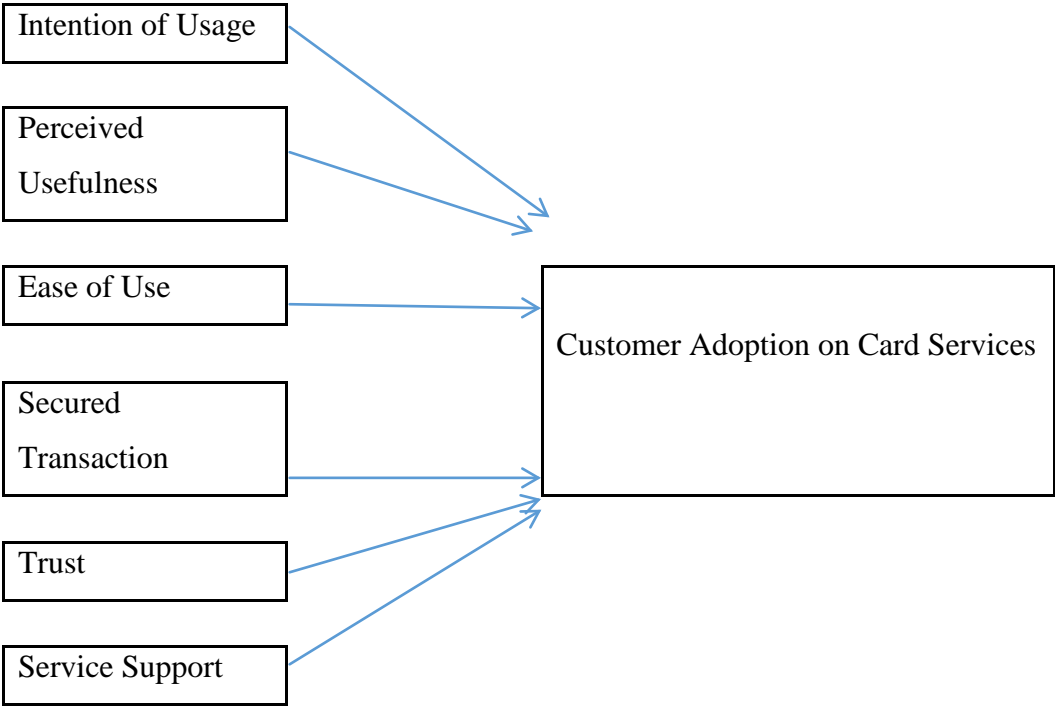 Intention of Usage
Perceived
Usefulness
Ease of Use
Customer Adoption on Card Services
Secured
Transaction
Trust
Service Support